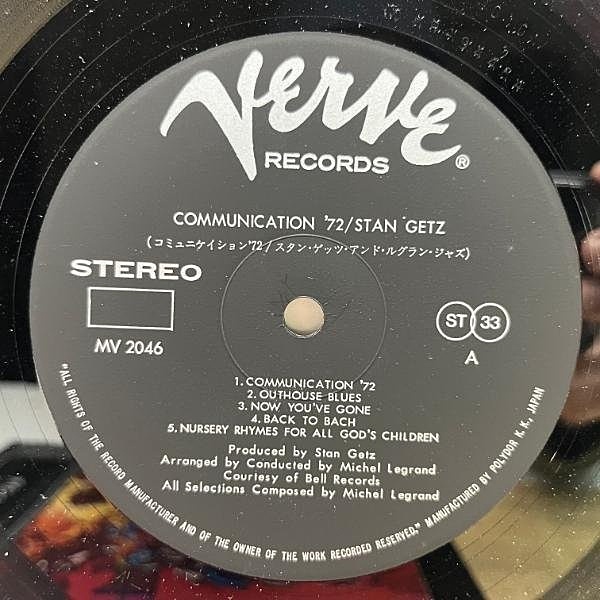 Verve
RECORDS ®
COMMUNICATION '72/STAN GETZ
(コミュニケイション'72 / スタン・ゲッツ・アンド・ルグラン・ジャズ)
STEREO
ST 33
MV 2046
A
1. COMMUNICATION '72
2. OUTHOUSE BLUES
3. NOW YOU'VE GONE
4. BACK TO BACH
5. NURSERY RHYMES FOR ALL GOD'S CHILDREN
Produced by Stan Getz
Arranged by Conducted by Michel Legrand
Courtesy of Bell Records
All Selections Composed by Michel Legrand
"ALL RIGHTS OF THE RECORD MANUFACTURER AND OF THE OWNER OF THE WORK RECORDED RESERVED." MANUFACTURED BY POLYDOR K. K., JAPAN